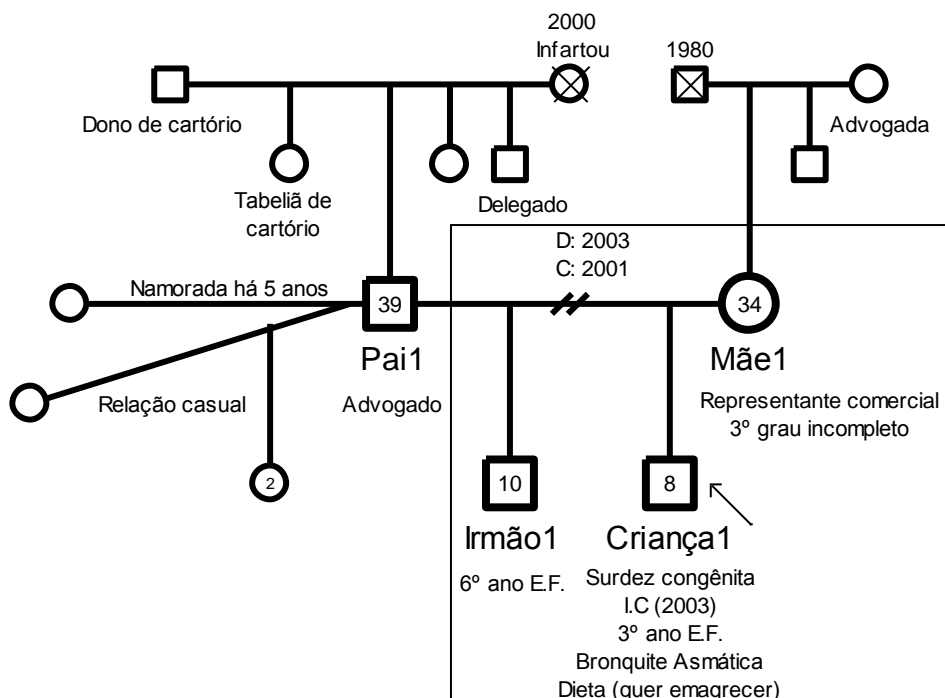 2000
Infartou
1980
Dono de cartório
Advogada
Tabeliã de
cartório
Delegado
D: 2003
C: 2001
Namorada há 5 anos
39
34
Pai1
Mãe1
Relação casual
Advogado
Representante comercial
3º grau incompleto
2
10
8
Irmão1
Criança1
6º ano E.F.
Surdez congênita
I.C (2003)
3º ano E.F.
Bronquite Asmática
Dieta (quer emagrecer)